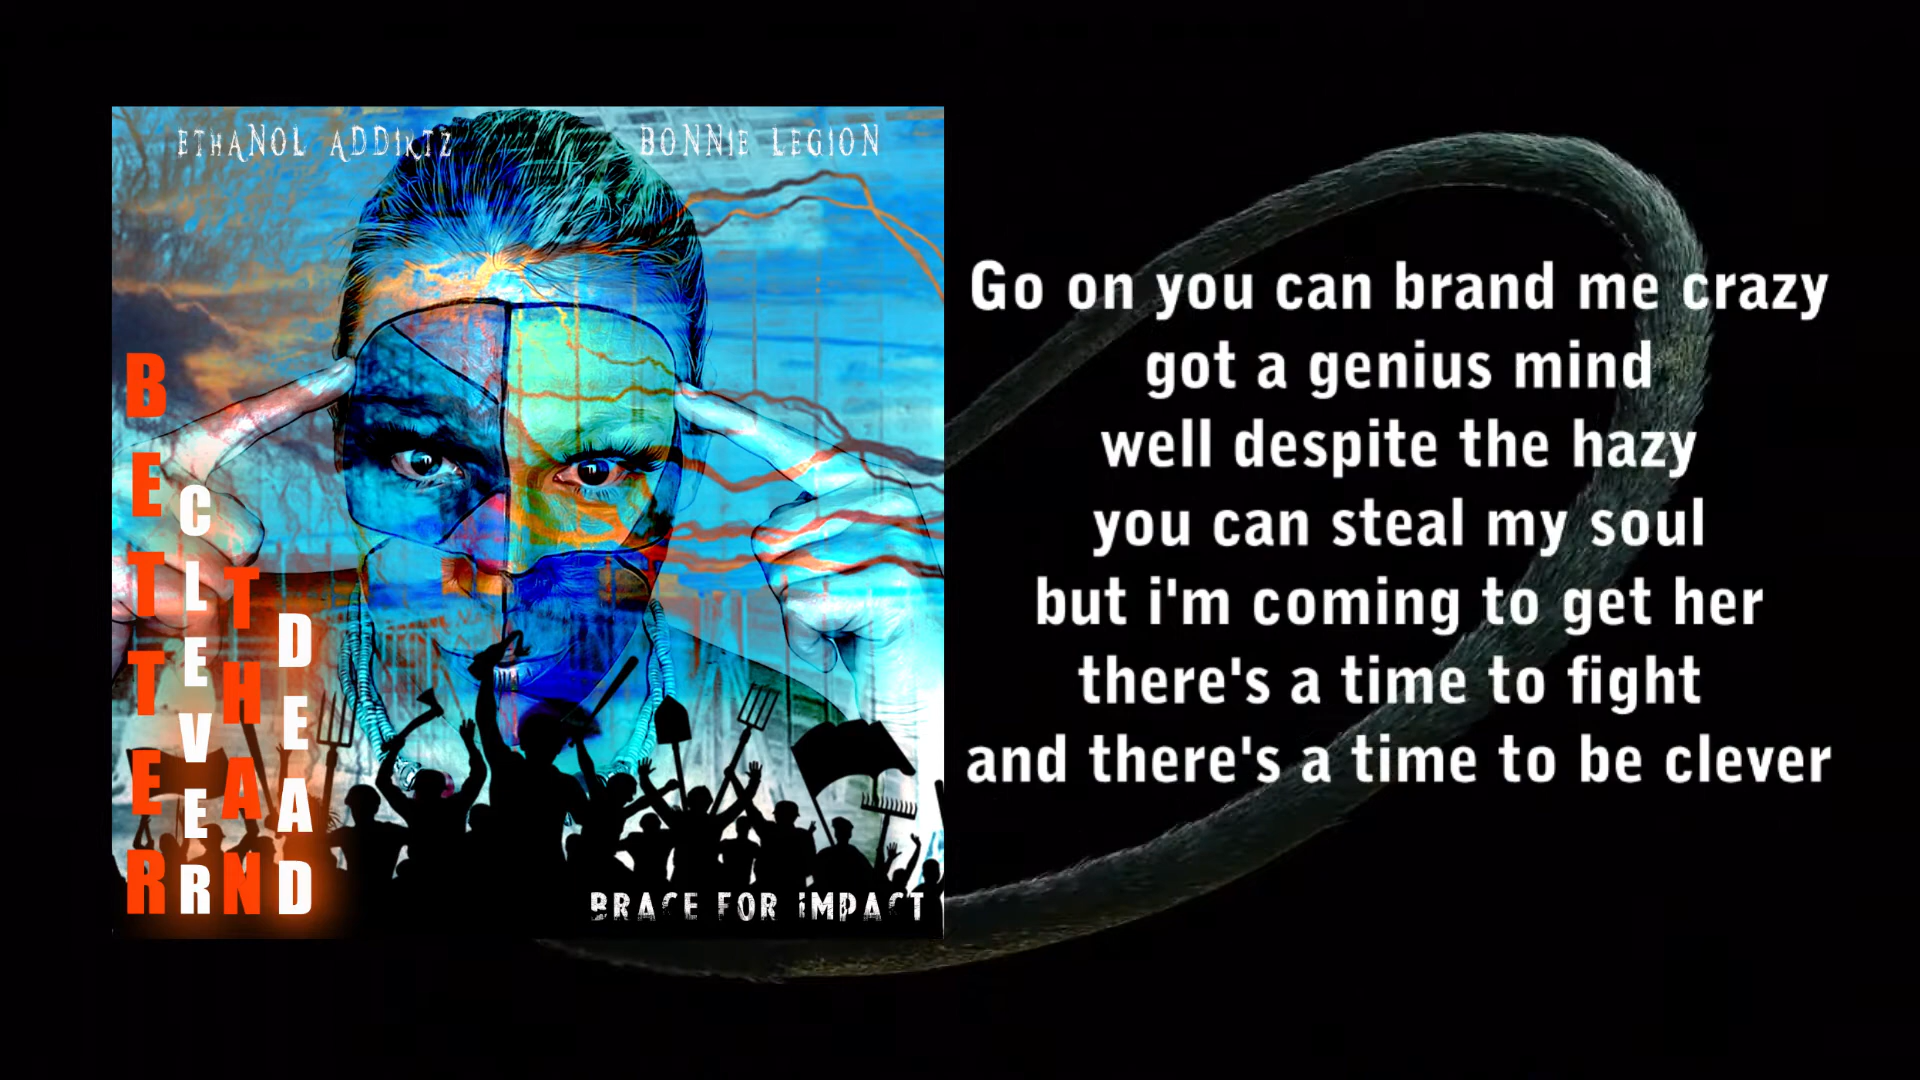 ETHANOL ADDIKTZ
BONNIE LEGION
BETTER
CLEVER
THAN
DEAD
BRACE FOR IMPACT
Go on you can brand me crazy
got a genius mind
well despite the hazy
you can steal my soul
but i'm coming to get her
there's a time to fight
and there's a time to be clever